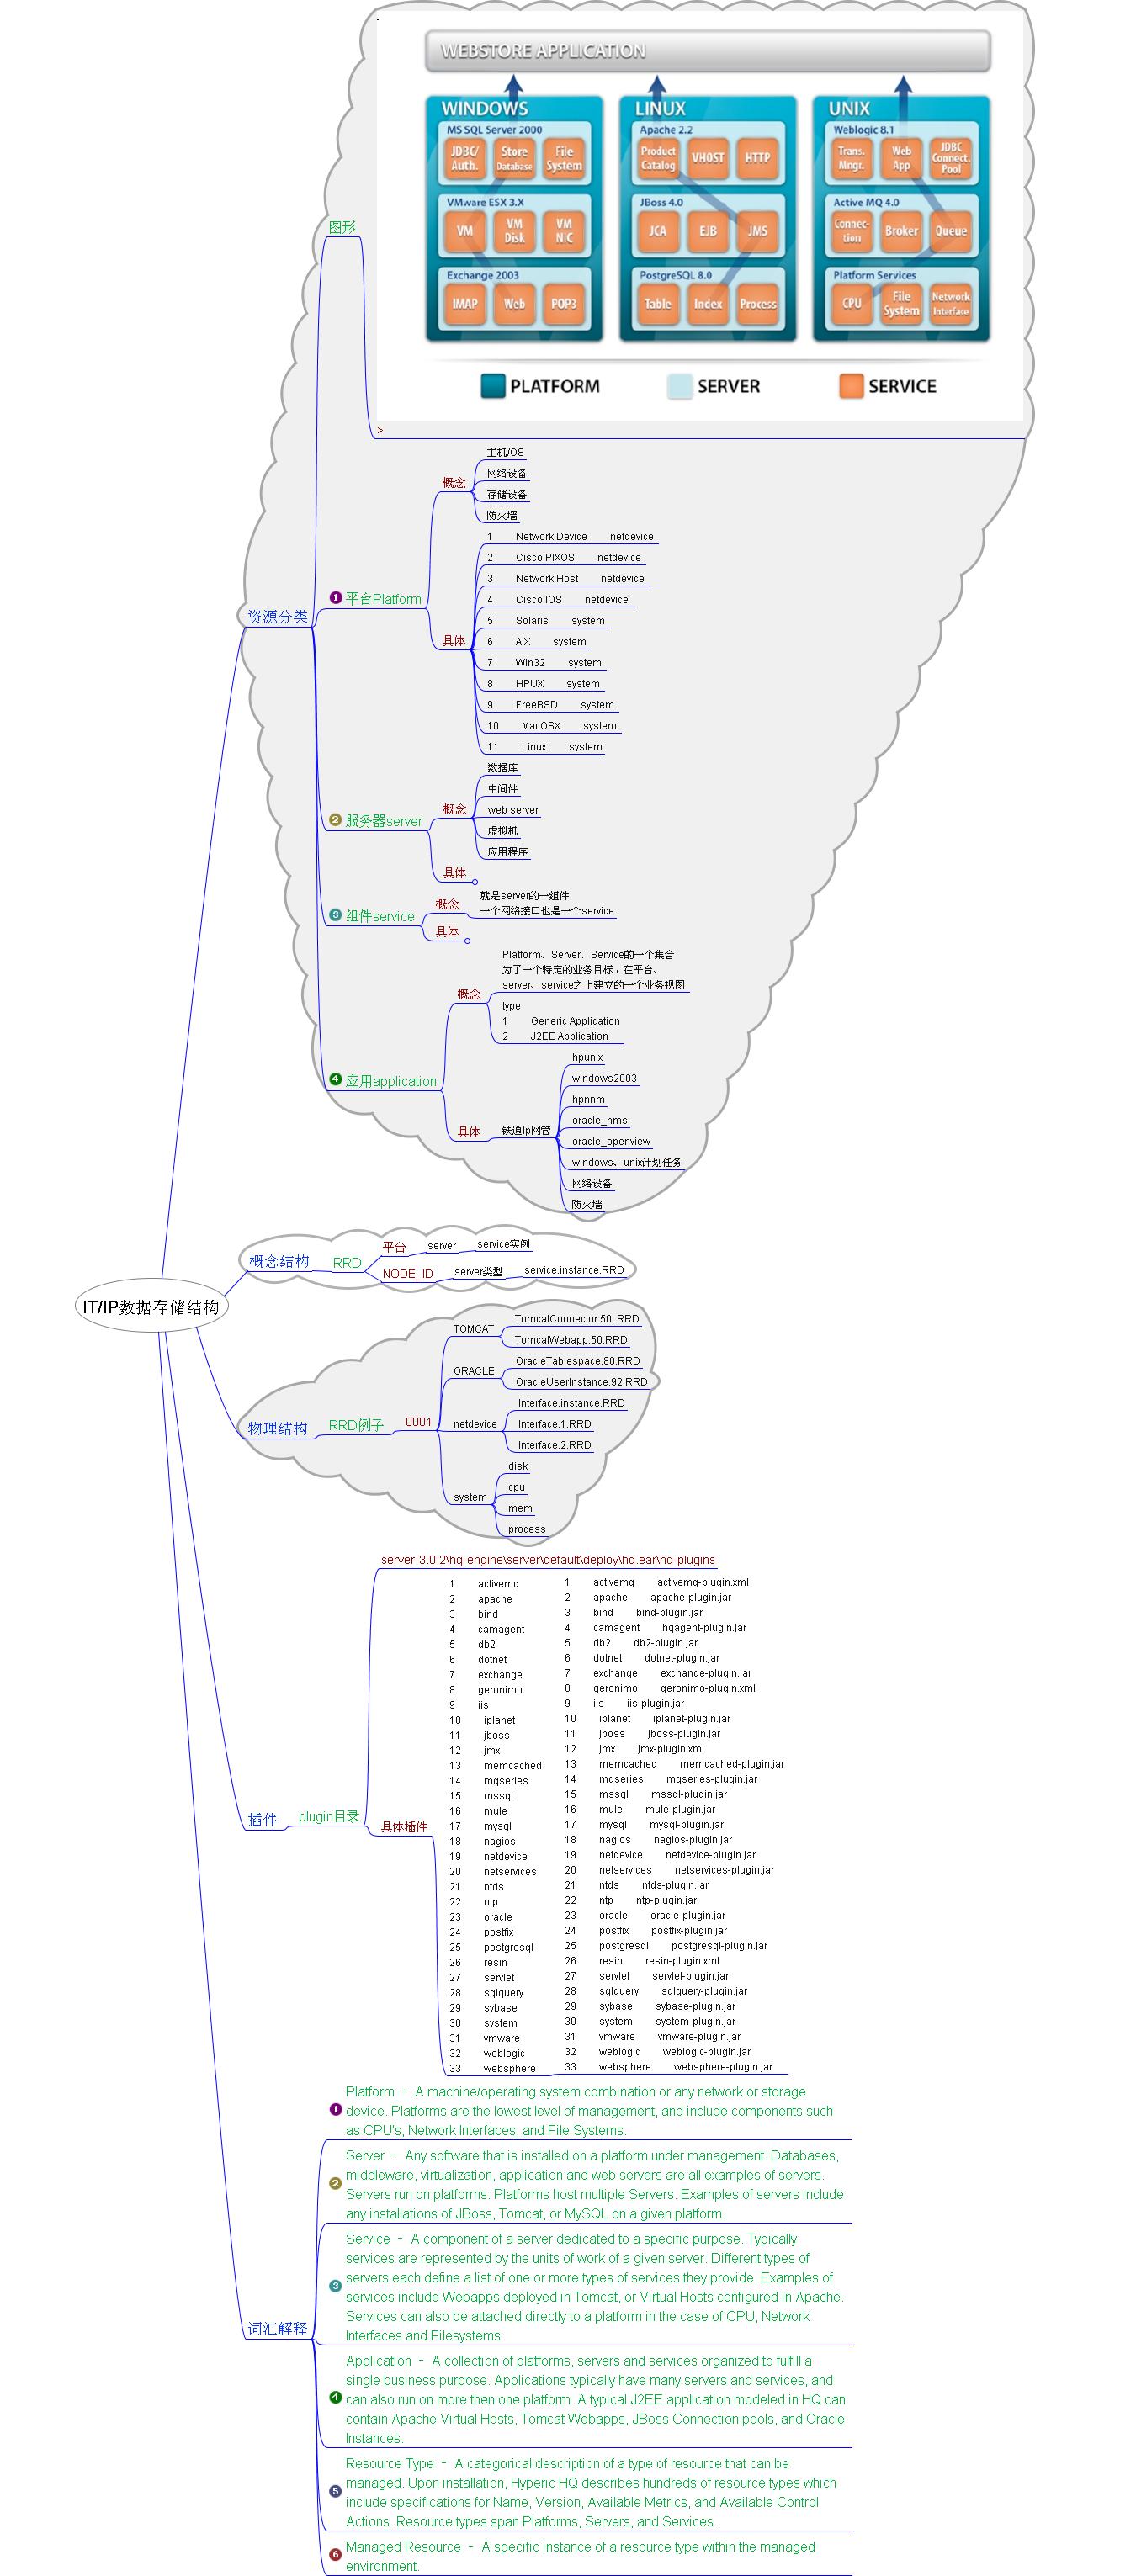 WEBSTORE APPLICATION
WINDOWS
MS SQL Server 2000
JDBC/
Auth.
Store
Database
File
System
VMware ESX 3.X
VM
VM
Disk
VM
NIC
Exchange 2003
IMAP
Web
POP3
LINUX
Apache 2.2
Product
Catalog
VHOST
HTTP
JBoss 4.0
JCA
EJB
JMS
PostgreSQL 8.0
Table
Index
Process
UNIX
Weblogic 8.1
Trans.
Mngr.
Web
App
JDBC
Connect.
Pool
Active MQ 4.0
Connec-
tion
Broker
Queue
Platform Services
CPU
File
System
Network
Interface
PLATFORM
SERVER
SERVICE
>
图形
资源分类
1 平台Platform
概念
主机/OS
网络设备
存储设备
防火墙
具体
1 Network Device netdevice
2 Cisco PIXOS netdevice
3 Network Host netdevice
4 Cisco IOS netdevice
5 Solaris system
6 AIX system
7 Win32 system
8 HPUX system
9 FreeBSD system
10 MacOSX system
11 Linux system
2 服务器server
概念
数据库
中间件
web server
虚拟机
应用程序
具体
3 组件service
概念
就是server的一组件
一个网络接口也是一个service
具体
4 应用application
概念
Platform、Server、Service的一个集合
为了一个特定的业务目标，在平台、
server、service之上建立的一个业务视图
type
1 Generic Application
2 J2EE Application
具体
铁通Ip网管
hpunix
windows2003
hpnnm
oracle_nms
oracle_openview
windows、unix计划任务
网络设备
防火墙
IT/IP数据存储结构
概念结构
RRD
平台
server
service实例
NODE_ID
server类型
service.instance.RRD
物理结构
RRD例子
0001
TOMCAT
TomcatConnector.50 .RRD
TomcatWebapp.50.RRD
ORACLE
OracleTablespace.80.RRD
OracleUserInstance.92.RRD
netdevice
Interface.instance.RRD
Interface.1.RRD
Interface.2.RRD
system
disk
cpu
mem
process
插件
plugin目录
server-3.0.2\hq-engine\server\default\deploy\hq.ear\hq-plugins
具体插件
1 activemq
2 apache
3 bind
4 camagent
5 db2
6 dotnet
7 exchange
8 geronimo
9 iis
10 iplanet
11 jboss
12 jmx
13 memcached
14 mqseries
15 mssql
16 mule
17 mysql
18 nagios
19 netdevice
20 netservices
21 ntds
22 ntp
23 oracle
24 postfix
25 postgresql
26 resin
27 servlet
28 sqlquery
29 sybase
30 system
31 vmware
32 weblogic
33 websphere
1 activemq activemq-plugin.xml
2 apache apache-plugin.jar
3 bind bind-plugin.jar
4 camagent hqagent-plugin.jar
5 db2 db2-plugin.jar
6 dotnet dotnet-plugin.jar
7 exchange exchange-plugin.jar
8 geronimo geronimo-plugin.xml
9 iis iis-plugin.jar
10 iplanet iplanet-plugin.jar
11 jboss jboss-plugin.jar
12 jmx jmx-plugin.xml
13 memcached memcached-plugin.jar
14 mqseries mqseries-plugin.jar
15 mssql mssql-plugin.jar
16 mule mule-plugin.jar
17 mysql mysql-plugin.jar
18 nagios nagios-plugin.jar
19 netdevice netdevice-plugin.jar
20 netservices netservices-plugin.jar
21 ntds ntds-plugin.jar
22 ntp ntp-plugin.jar
23 oracle oracle-plugin.jar
24 postfix postfix-plugin.jar
25 postgresql postgresql-plugin.jar
26 resin resin-plugin.xml
27 servlet servlet-plugin.jar
28 sqlquery sqlquery-plugin.jar
29 sybase sybase-plugin.jar
30 system system-plugin.jar
31 vmware vmware-plugin.jar
32 weblogic weblogic-plugin.jar
33 websphere websphere-plugin.jar
词汇解释
1 Platform - A machine/operating system combination or any network or storage
device. Platforms are the lowest level of management, and include components such
as CPU's, Network Interfaces, and File Systems.
2 Server - Any software that is installed on a platform under management. Databases,
middleware, virtualization, application and web servers are all examples of servers.
Servers run on platforms. Platforms host multiple Servers. Examples of servers include
any installations of JBoss, Tomcat, or MySQL on a given platform.
3 Service - A component of a server dedicated to a specific purpose. Typically
services are represented by the units of work of a given server. Different types of
servers each define a list of one or more types of services they provide. Examples of
services include Webapps deployed in Tomcat, or Virtual Hosts configured in Apache.
Services can also be attached directly to a platform in the case of CPU, Network
Interfaces and Filesystems.
4 Application - A collection of platforms, servers and services organized to fulfill a
single business purpose. Applications typically have many servers and services, and
can also run on more then one platform. A typical J2EE application modeled in HQ can
contain Apache Virtual Hosts, Tomcat Webapps, JBoss Connection pools, and Oracle
Instances.
5 Resource Type - A categorical description of a type of resource that can be
managed. Upon installation, Hyperic HQ describes hundreds of resource types which
include specifications for Name, Version, Available Metrics, and Available Control
Actions. Resource types span Platforms, Servers, and Services.
6 Managed Resource - A specific instance of a resource type within the managed
environment.